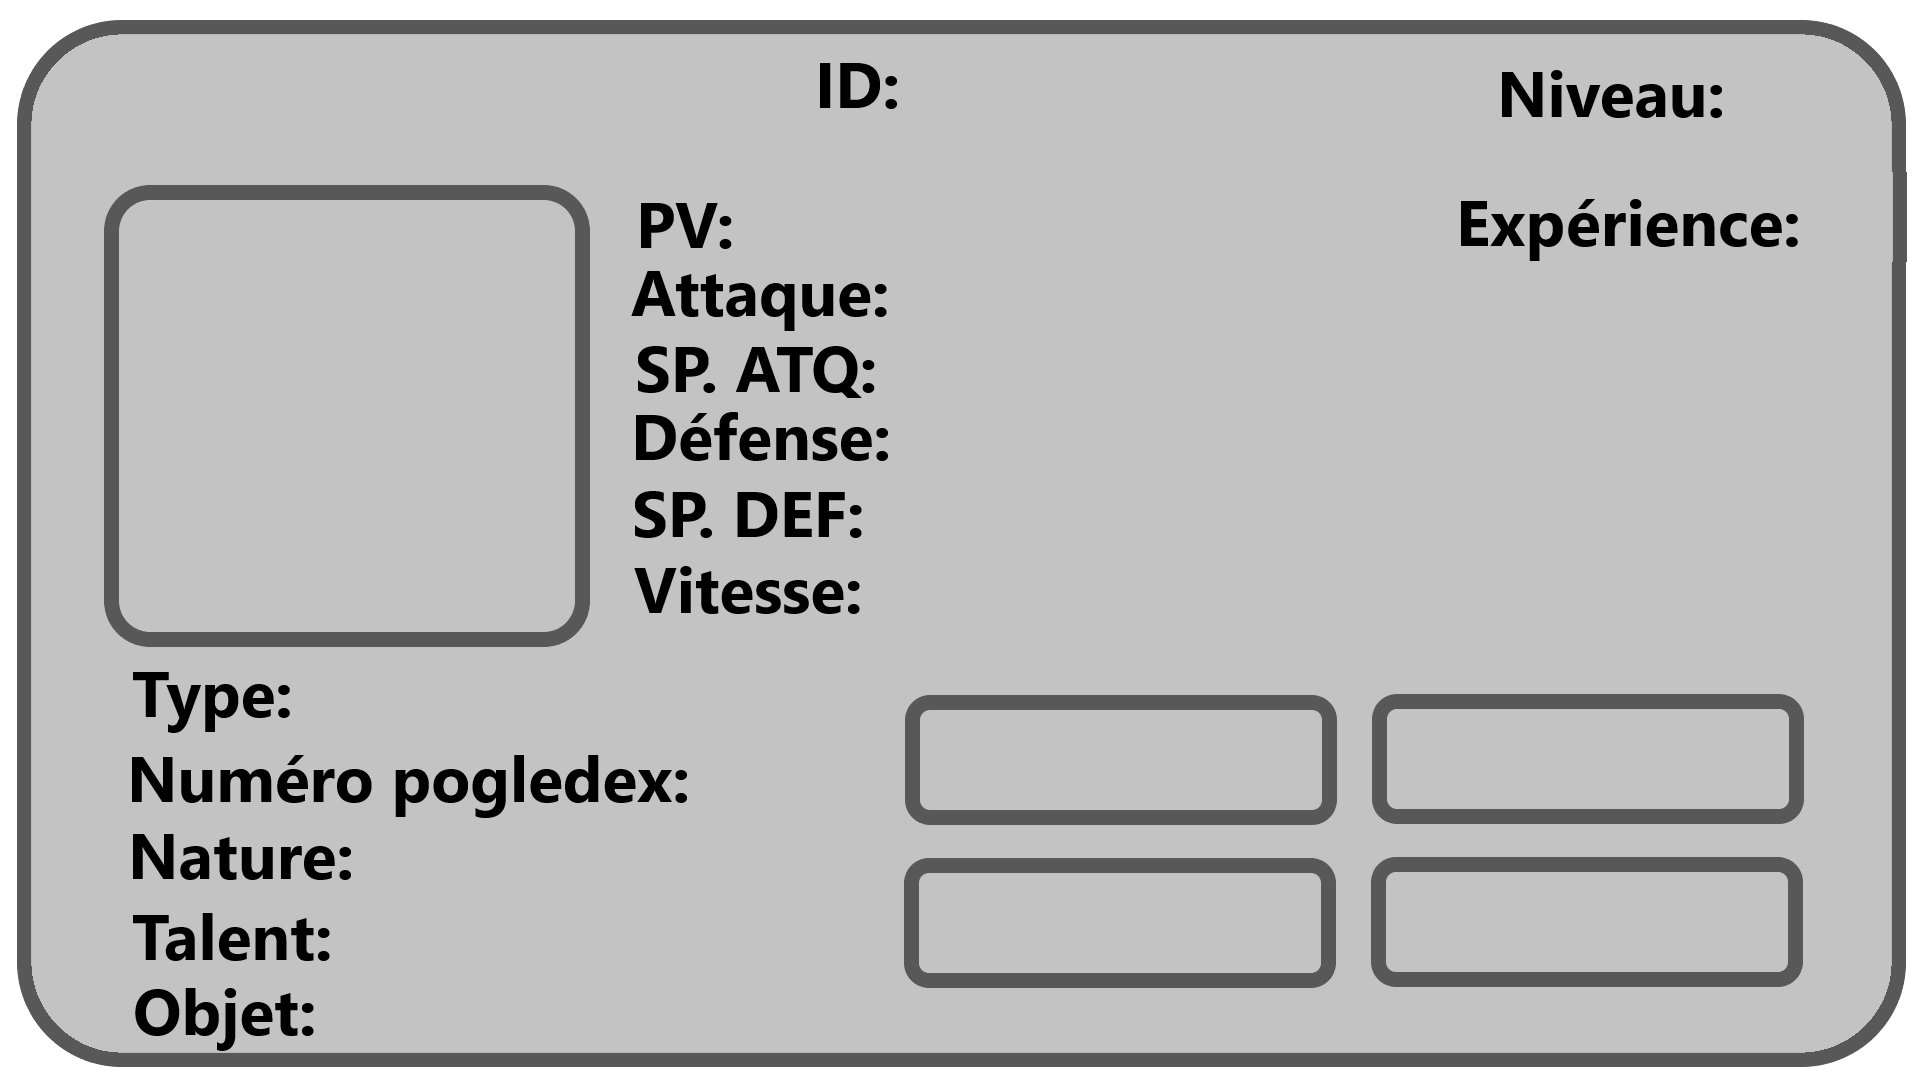 ID:
Niveau:
PV:
Expérience:
Attaque:
SP. ATQ:
Défense:
SP. DEF:
Vitesse:
Type:
Numéro pogledex:
Nature:
Talent:
Objet: